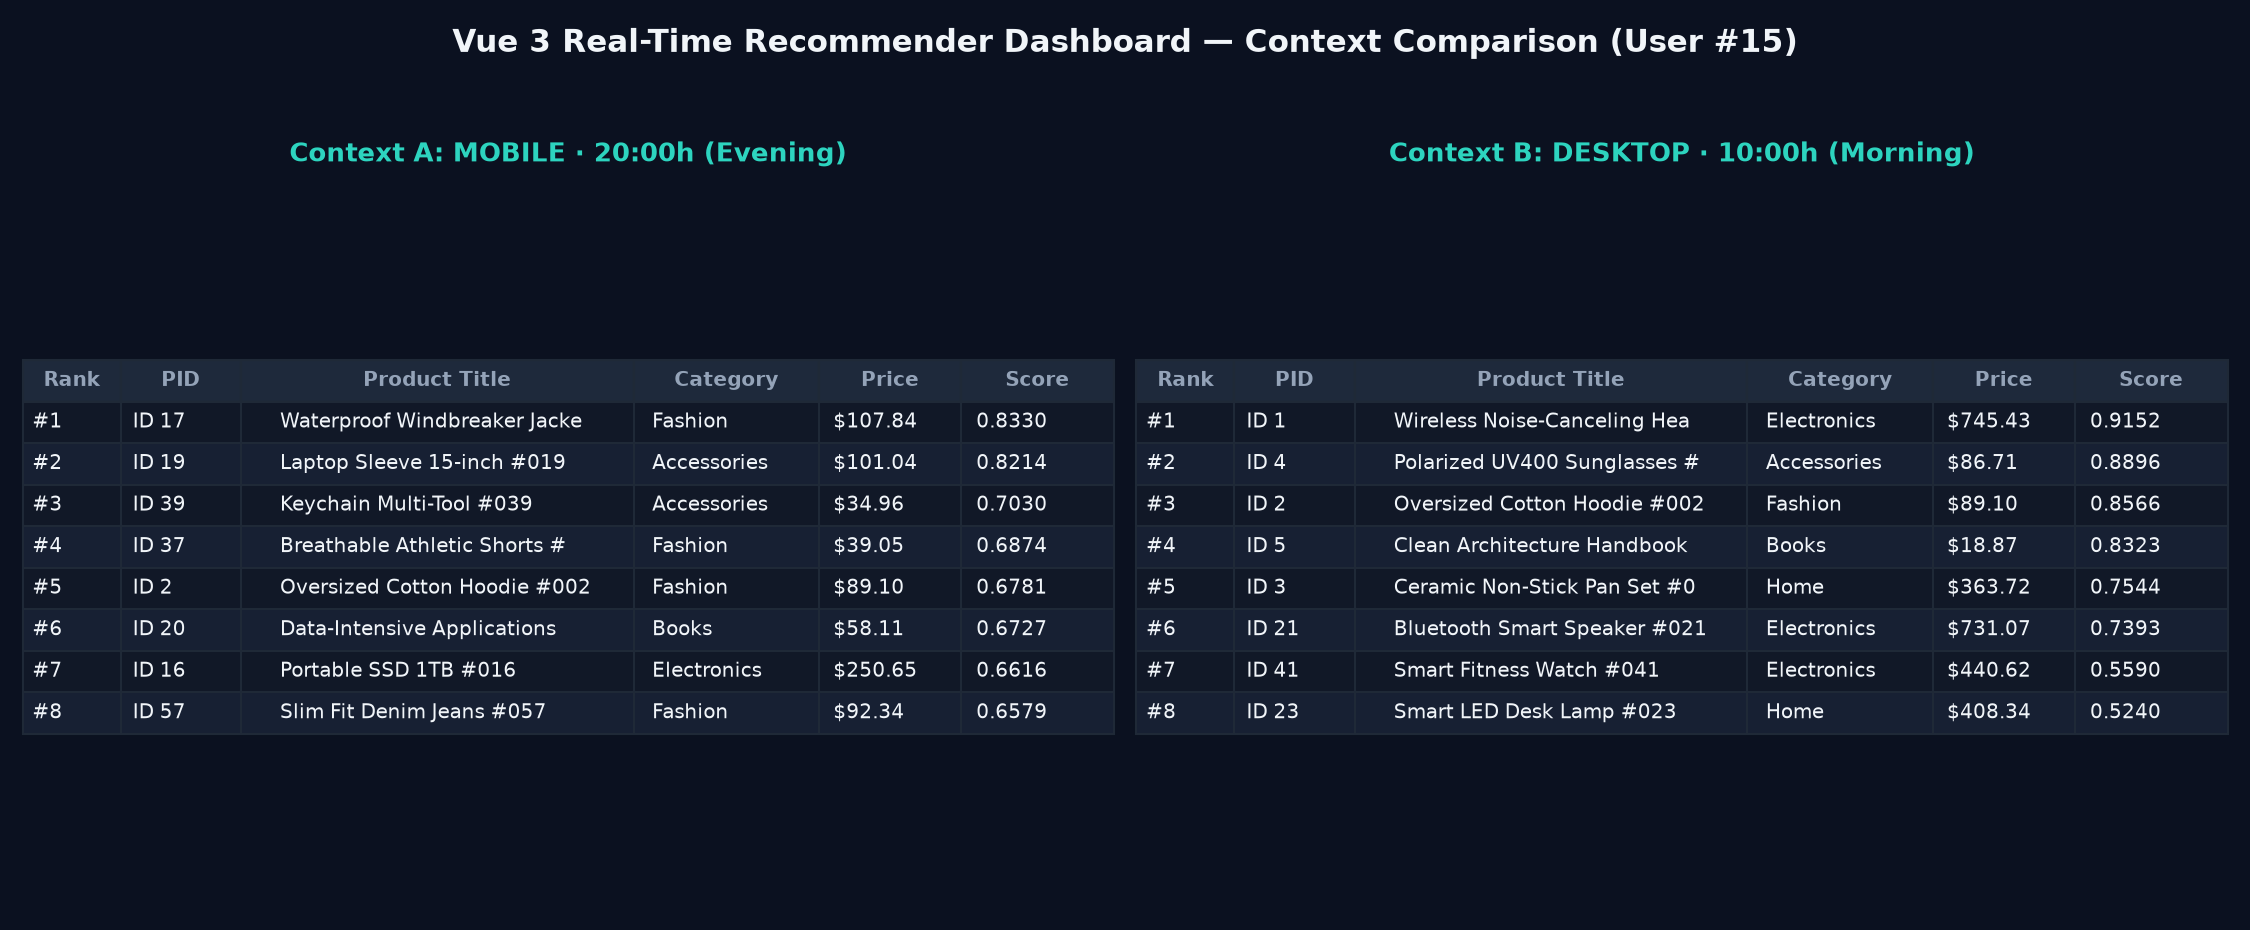 Vue 3 Real-Time Recommender Dashboard — Context Comparison (User #15)
Context A: MOBILE · 20:00h (Evening)
Rank PID Product Title Category Price Score
#1 ID 17 Waterproof Windbreaker Jacke Fashion $107.84 0.8330
#2 ID 19 Laptop Sleeve 15-inch #019 Accessories $101.04 0.8214
#3 ID 39 Keychain Multi-Tool #039 Accessories $34.96 0.7030
#4 ID 37 Breathable Athletic Shorts # Fashion $39.05 0.6874
#5 ID 2 Oversized Cotton Hoodie #002 Fashion $89.10 0.6781
#6 ID 20 Data-Intensive Applications Books $58.11 0.6727
#7 ID 16 Portable SSD 1TB #016 Electronics $250.65 0.6616
#8 ID 57 Slim Fit Denim Jeans #057 Fashion $92.34 0.6579
Context B: DESKTOP · 10:00h (Morning)
Rank PID Product Title Category Price Score
#1 ID 1 Wireless Noise-Canceling Hea Electronics $745.43 0.9152
#2 ID 4 Polarized UV400 Sunglasses # Accessories $86.71 0.8896
#3 ID 2 Oversized Cotton Hoodie #002 Fashion $89.10 0.8566
#4 ID 5 Clean Architecture Handbook Books $18.87 0.8323
#5 ID 3 Ceramic Non-Stick Pan Set #0 Home $363.72 0.7544
#6 ID 21 Bluetooth Smart Speaker #021 Electronics $731.07 0.7393
#7 ID 41 Smart Fitness Watch #041 Electronics $440.62 0.5590
#8 ID 23 Smart LED Desk Lamp #023 Home $408.34 0.5240